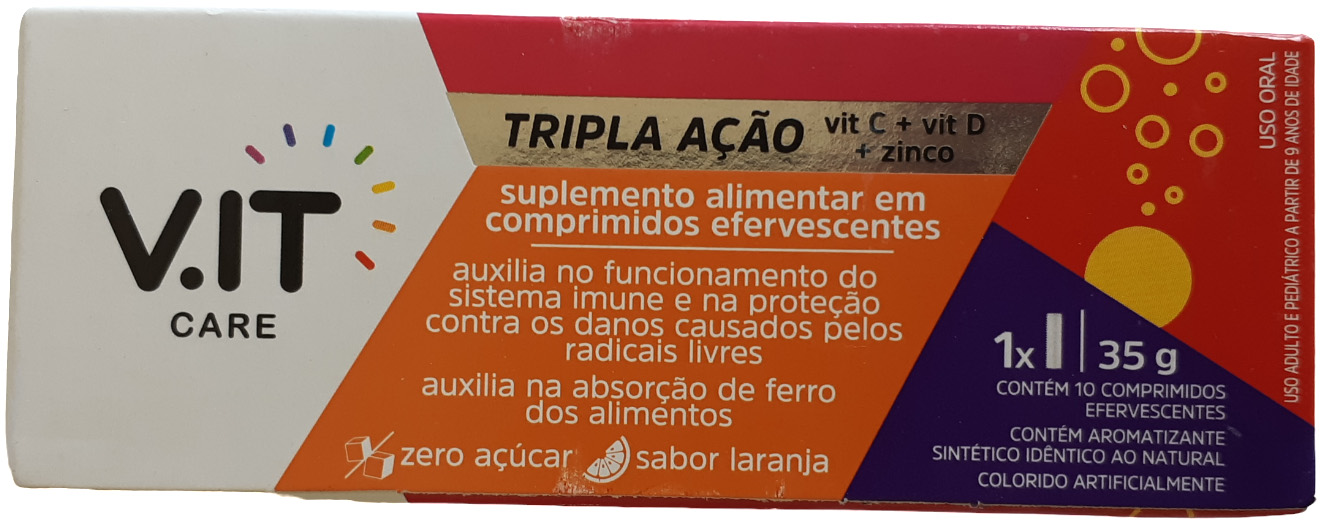 V.IT
CARE
TRIPLA AÇÃO
vit C + vit D
+ zinco
suplemento alimentar em
comprimidos efervescentes
auxilia no funcionamento do
sistema imune e na proteção
contra os danos causados pelos
radicais livres
auxilia na absorção de ferro
dos alimentos
zero açúcar
sabor laranja
1x
35 g
CONTÉM 10 COMPRIMIDOS
EFERVESCENTES
CONTÉM AROMATIZANTE
SINTÉTICO IDÊNTICO AO NATURAL
COLORIDO ARTIFICIALMENTE
USO ORAL
USO ADULTO E PEDIÁTRICO A PARTIR DE 9 ANOS DE IDADE